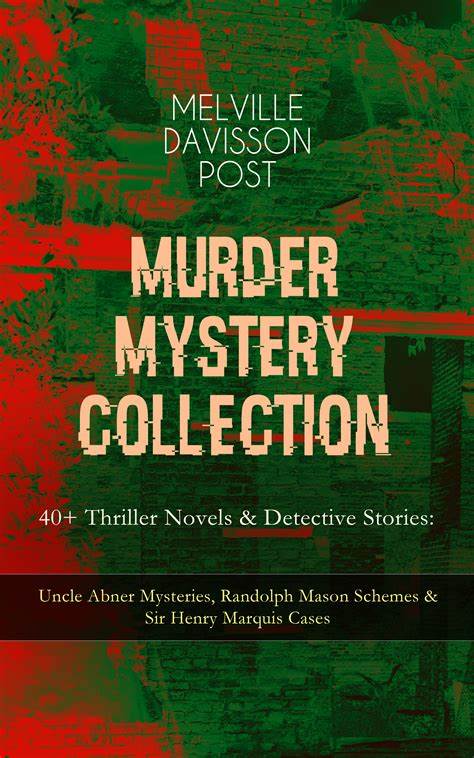 MELVILLE
DAVISSON
POST
MURDER
MYSTERY
COLLECTION
40+ Thriller Novels & Detective Stories:
Uncle Abner Mysteries, Randolph Mason Schemes &
Sir Henry Marquis Cases